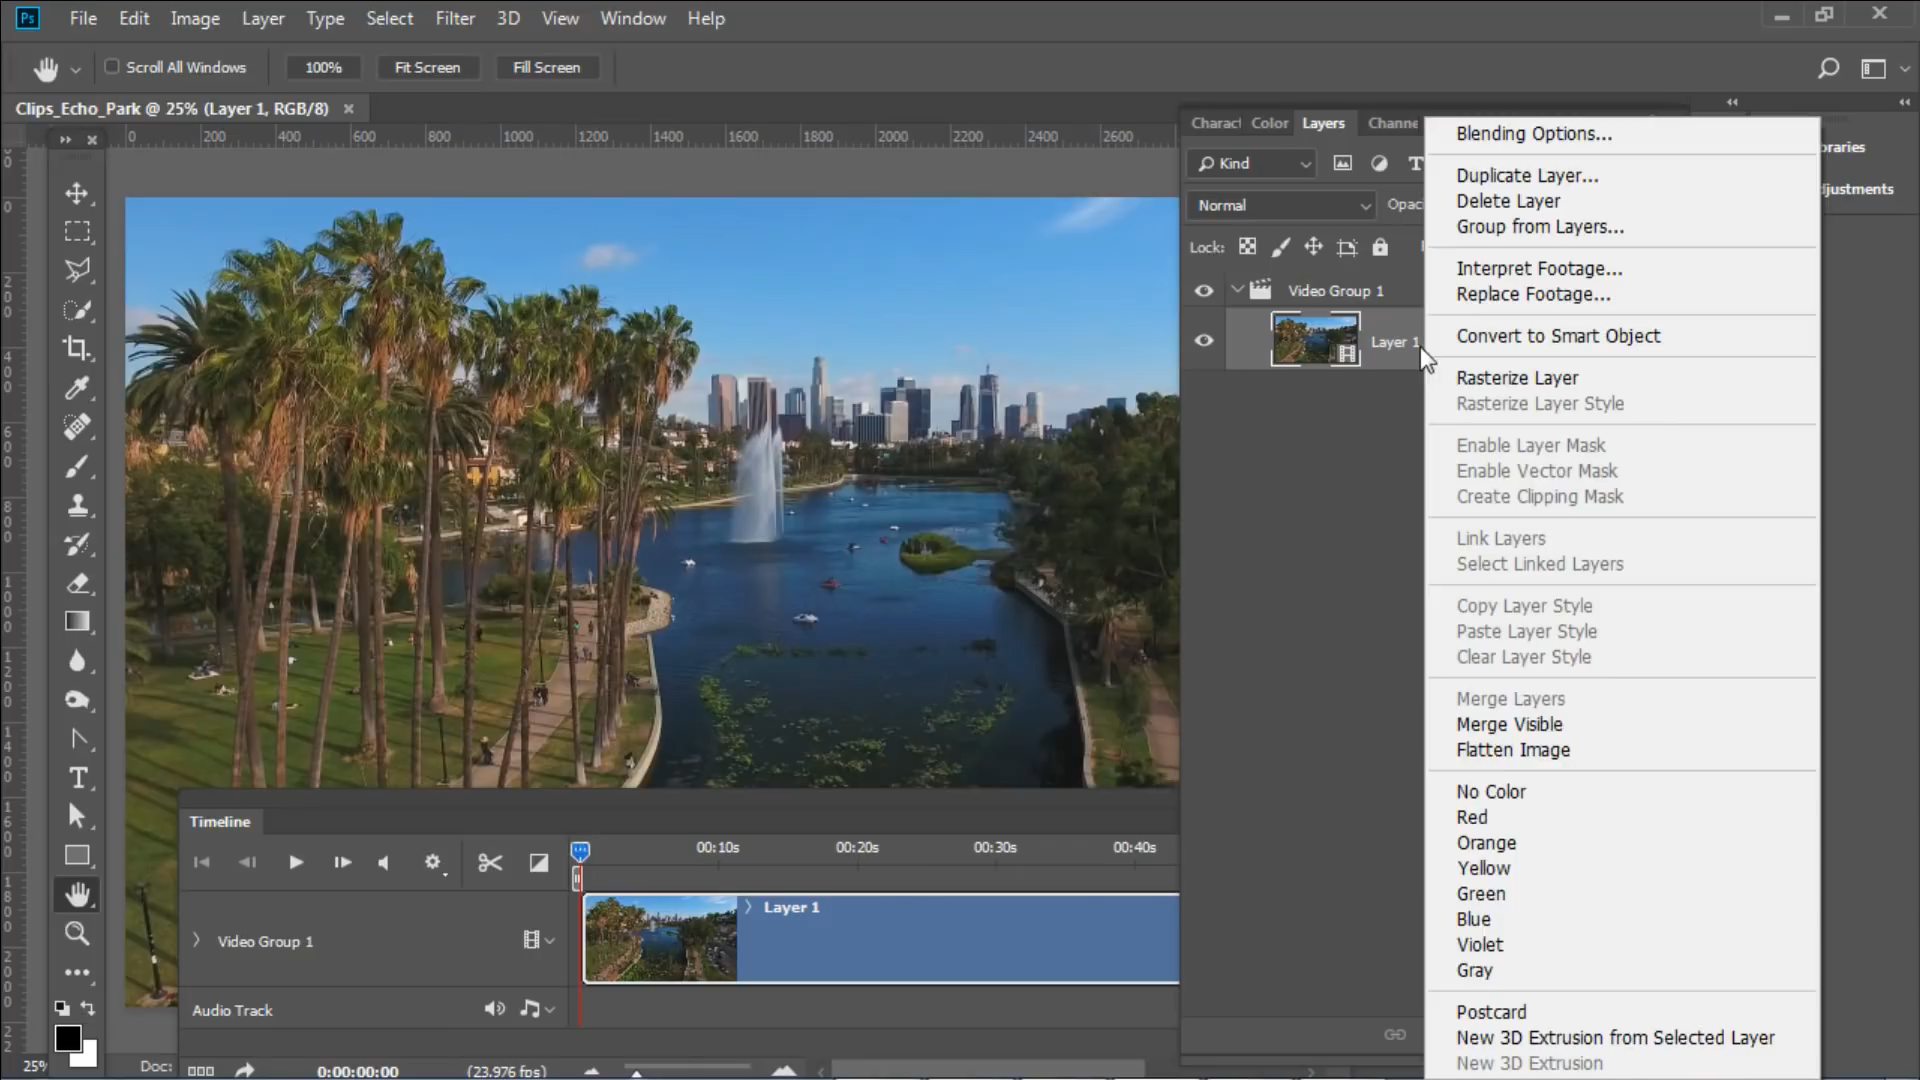 Ps File Edit Image Layer Type Select Filter 3D View Window Help
Scroll All Windows 100% Fit Screen Fill Screen
Clips_Echo_Park @ 25% (Layer 1, RGB/8)
0 200 400 600 800 1000 1200 1400 1600 1800 2000 2200 2400 2600
Charact Color Layers Channe
Kind T
Normal Opac
Lock:
Video Group 1
Layer 1
Blending Options...
Duplicate Layer...
Delete Layer
Group from Layers...
Interpret Footage...
Replace Footage...
Convert to Smart Object
Rasterize Layer
Rasterize Layer Style
Enable Layer Mask
Enable Vector Mask
Create Clipping Mask
Link Layers
Select Linked Layers
Copy Layer Style
Paste Layer Style
Clear Layer Style
Merge Layers
Merge Visible
Flatten Image
No Color
Red
Orange
Yellow
Green
Blue
Violet
Gray
Postcard
New 3D Extrusion from Selected Layer
New 3D Extrusion
braries
djustments
Timeline
00:10s 00:20s 00:30s 00:40s
Layer 1
Video Group 1
Audio Track
25% Doc:
0:00:00:00 (23.976 fps)